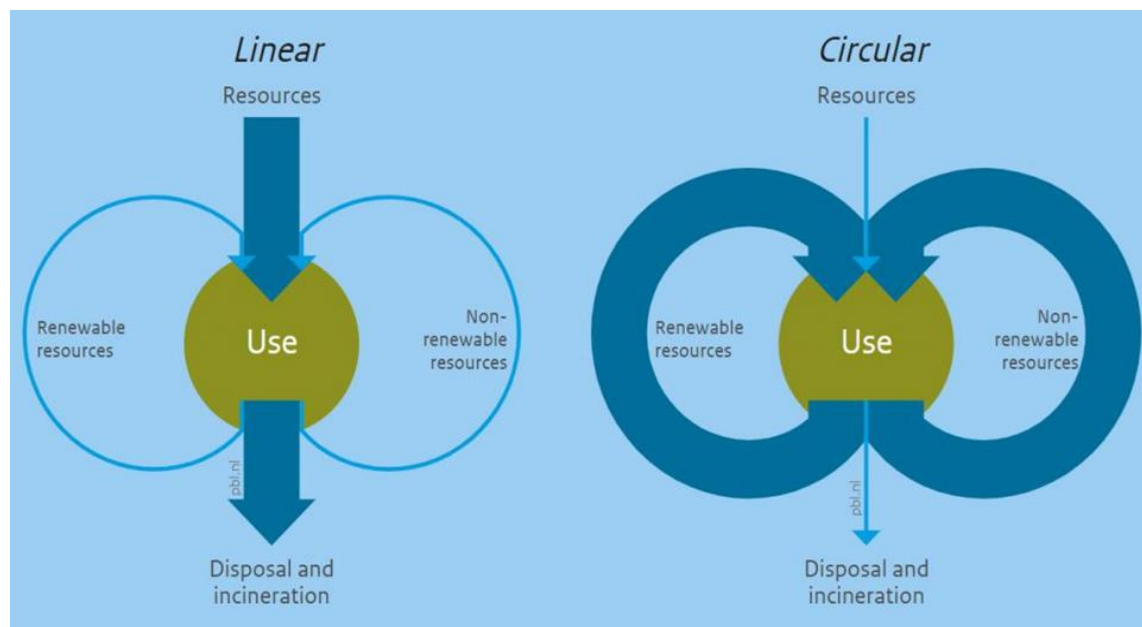 Linear
Resources
Renewable
resources
Use
Non-
renewable
resources
pbl.nl
Disposal and
incineration
Circular
Resources
Renewable
resources
Use
Non-
renewable
resources
pbl.nl
Disposal and
incineration